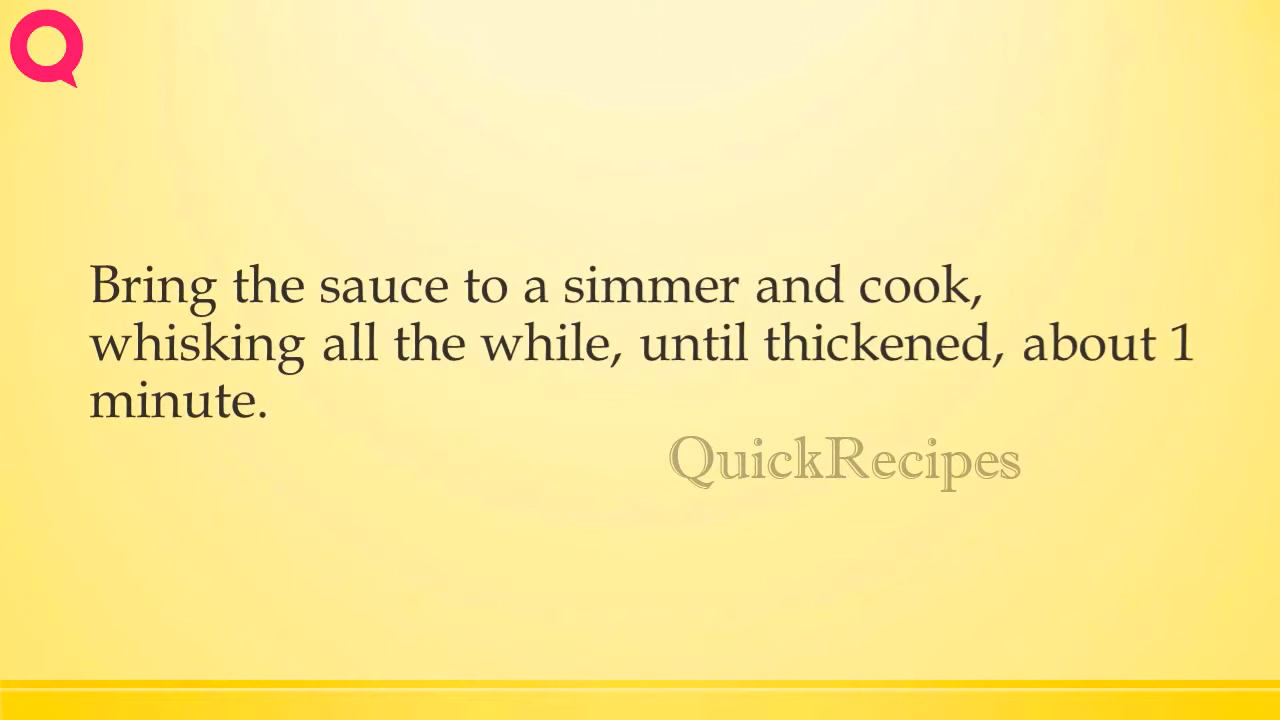 Bring the sauce to a simmer and cook,
whisking all the while, until thickened, about 1
minute.
QuickRecipes